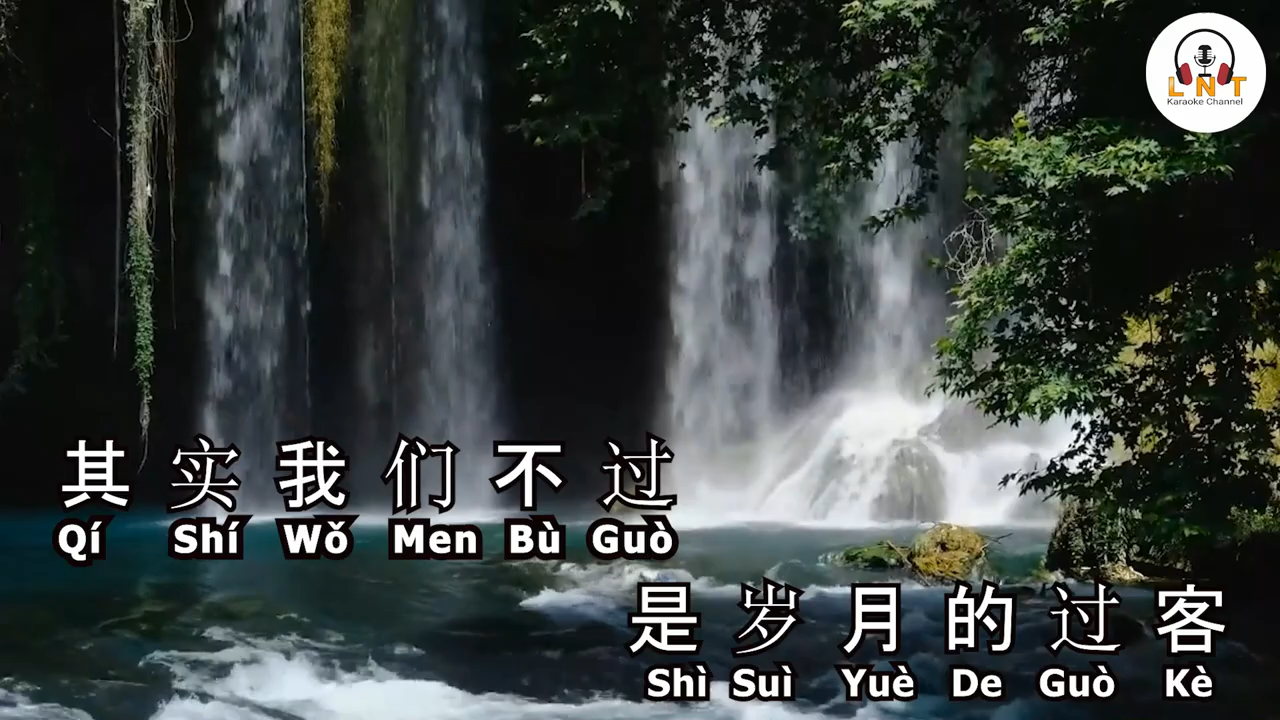 L N T
Karaoke Channel
其实我们不过
Qí Shí Wǒ Men Bù Guò
是岁月的过客
Shì Suì Yuè De Guò Kè